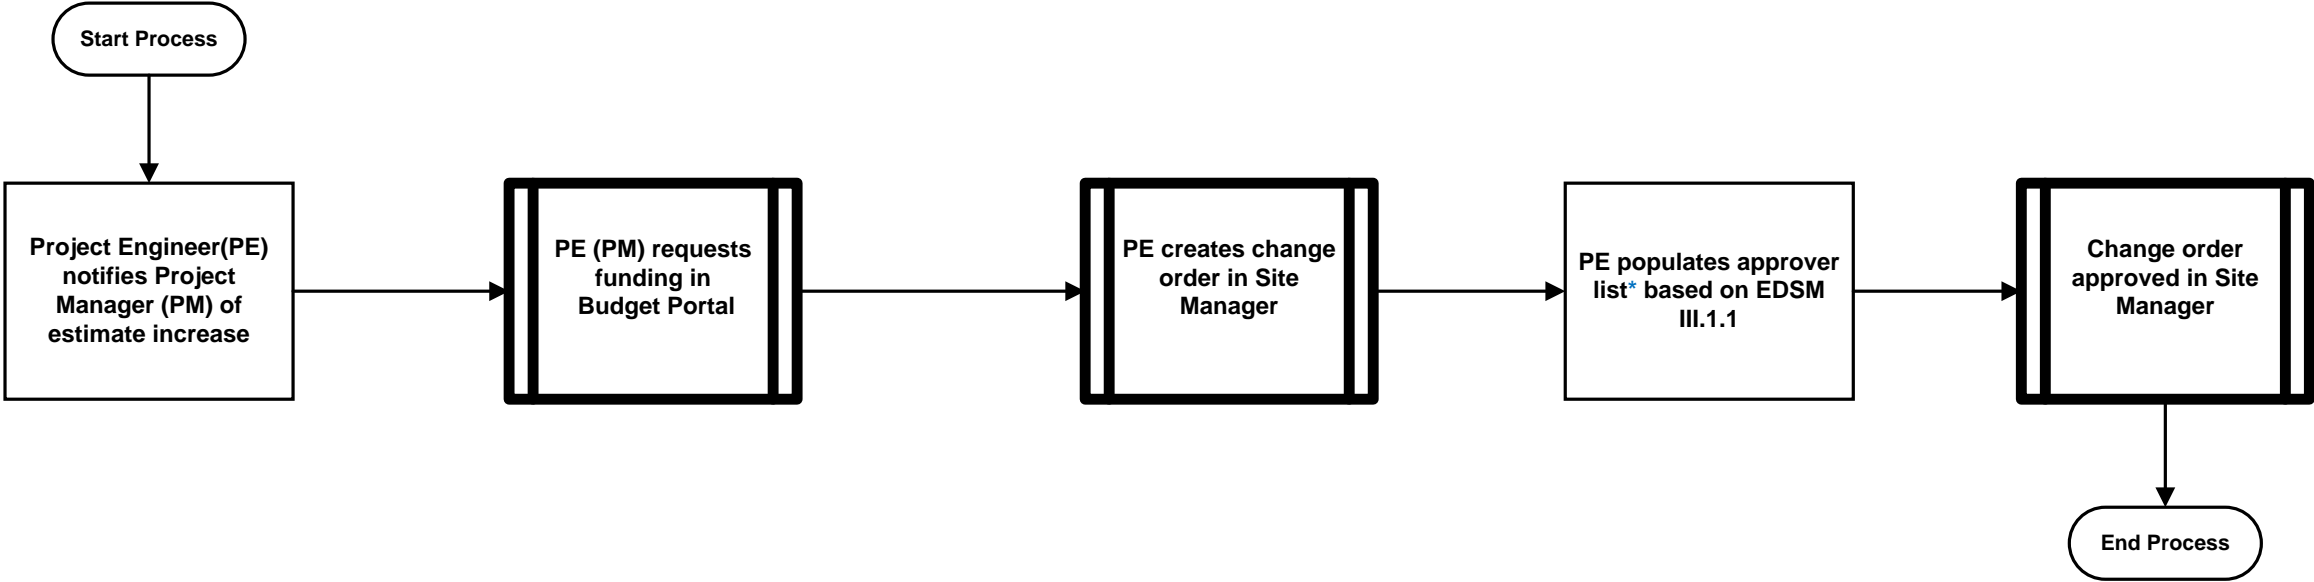 Start Process
Project Engineer(PE)
notifies Project
Manager (PM) of
estimate increase
PE (PM) requests
funding in
Budget Portal
PE creates change
order in Site
Manager
PE populates approver
list* based on EDSM
III.1.1
Change order
approved in Site
Manager
End Process